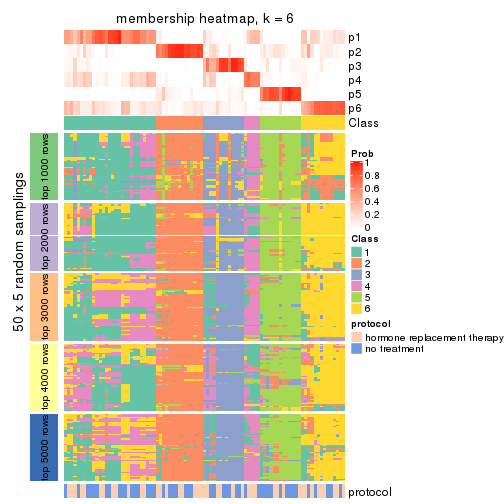 membership heatmap, k = 6
p1
p2
p3
p4
p5
p6
Class
50 x 5 random samplings
top 1000 rows
top 2000 rows
top 3000 rows
top 4000 rows
top 5000 rows
protocol
Prob
1
0.8
0.6
0.4
0.2
0
Class
1
2
3
4
5
6
protocol
hormone replacement therapy
no treatment